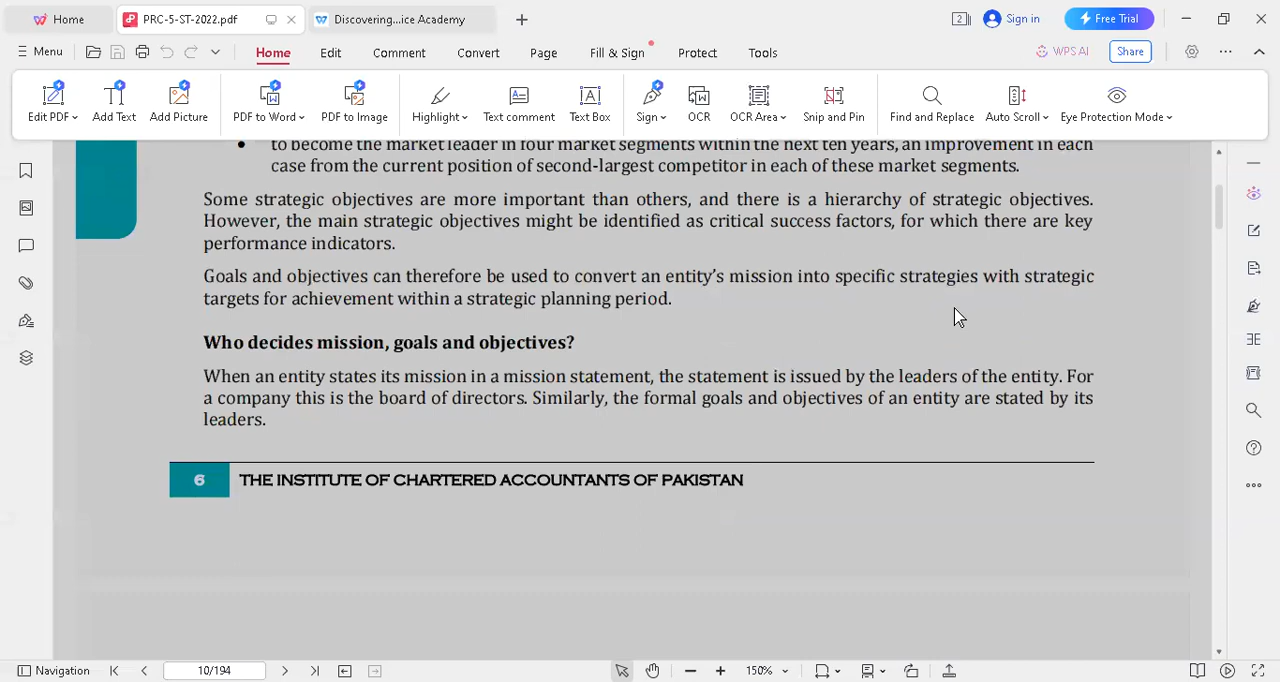 Home
PRC-5-ST-2022.pdf
Discovering...ice Academy
2
Sign in
Free Trial
Menu
Home
Edit
Comment
Convert
Page
Fill & Sign
Protect
Tools
WPS AI
Share
Edit PDF
Add Text
Add Picture
PDF to Word
PDF to Image
Highlight
Text comment
Text Box
Sign
OCR
OCR Area
Snip and Pin
Find and Replace
Auto Scroll
Eye Protection Mode
• to become the market leader in four market segments within the next ten years, an improvement in each
case from the current position of second-largest competitor in each of these market segments.
Some strategic objectives are more important than others, and there is a hierarchy of strategic objectives.
However, the main strategic objectives might be identified as critical success factors, for which there are key
performance indicators.
Goals and objectives can therefore be used to convert an entity's mission into specific strategies with strategic
targets for achievement within a strategic planning period.
Who decides mission, goals and objectives?
When an entity states its mission in a mission statement, the statement is issued by the leaders of the entity. For
a company this is the board of directors. Similarly, the formal goals and objectives of an entity are stated by its
leaders.
6 THE INSTITUTE OF CHARTERED ACCOUNTANTS OF PAKISTAN
Navigation
10/194
150%